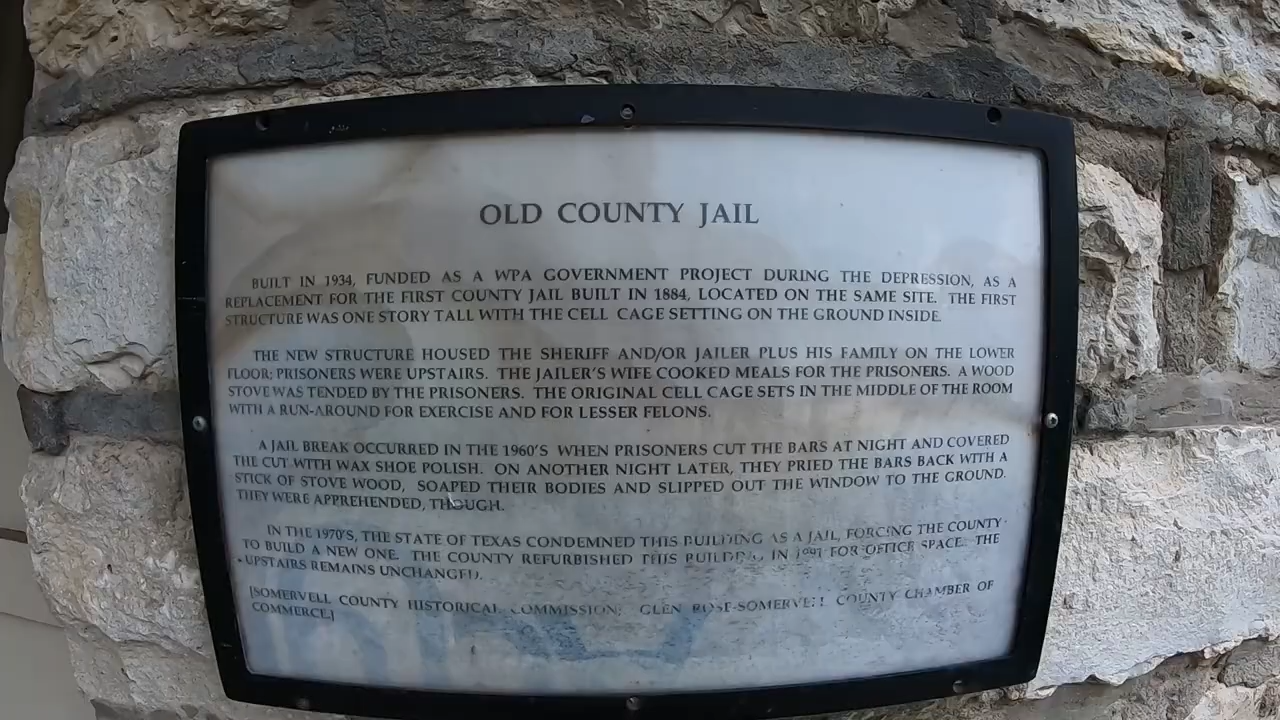 OLD COUNTY JAIL
BUILT IN 1934, FUNDED AS A WPA GOVERNMENT PROJECT DURING THE DEPRESSION, AS A
REPLACEMENT FOR THE FIRST COUNTY JAIL BUILT IN 1884, LOCATED ON THE SAME SITE. THE FIRST
STRUCTURE WAS ONE STORY TALL WITH THE CELL CAGE SETTING ON THE GROUND INSIDE.
THE NEW STRUCTURE HOUSED THE SHERIFF AND/OR JAILER PLUS HIS FAMILY ON THE LOWER
FLOOR; PRISONERS WERE UPSTAIRS. THE JAILER'S WIFE COOKED MEALS FOR THE PRISONERS. A WOOD
STOVE WAS TENDED BY THE PRISONERS. THE ORIGINAL CELL CAGE SETS IN THE MIDDLE OF THE ROOM
WITH A RUN-AROUND FOR EXERCISE AND FOR LESSER FELONS.
A JAIL BREAK OCCURRED IN THE 1960'S WHEN PRISONERS CUT THE BARS AT NIGHT AND COVERED
THE CUT WITH WAX SHOE POLISH. ON ANOTHER NIGHT LATER, THEY PRIED THE BARS BACK WITH A
STICK OF STOVE WOOD, SOAPED THEIR BODIES AND SLIPPED OUT THE WINDOW TO THE GROUND.
THEY WERE APPREHENDED, THOUGH.
IN THE 1970'S, THE STATE OF TEXAS CONDEMNED THIS BUILDING AS A JAIL, FORCING THE COUNTY
TO BUILD A NEW ONE. THE COUNTY REFURBISHED THIS BUILDING IN FOR OFFICE SPACE. THE
UPSTAIRS REMAINS UNCHANGED.
[SOMERVELL COUNTY HISTORICAL COMMISSION; GLEN ROSE-SOMERVELL COUNTY CHAMBER OF
COMMERCE.]